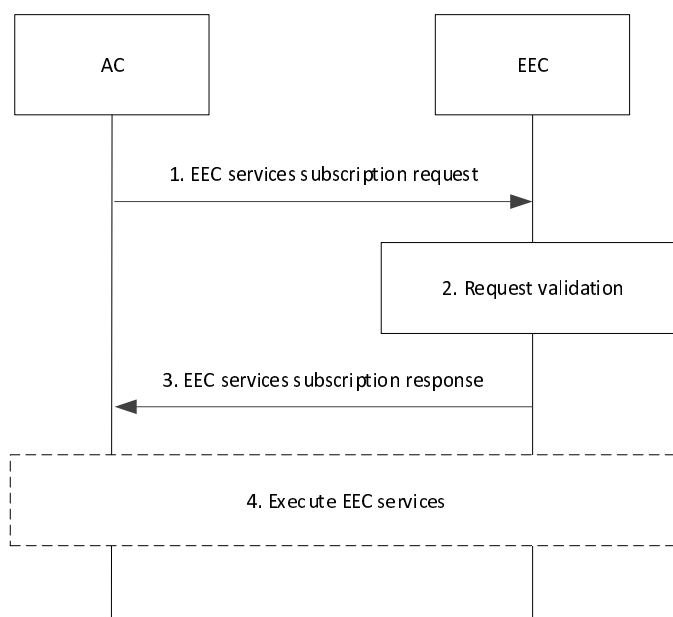 AC
EEC
1. EEC services subscription request
2. Request validation
3. EEC services subscription response
4. Execute EEC services